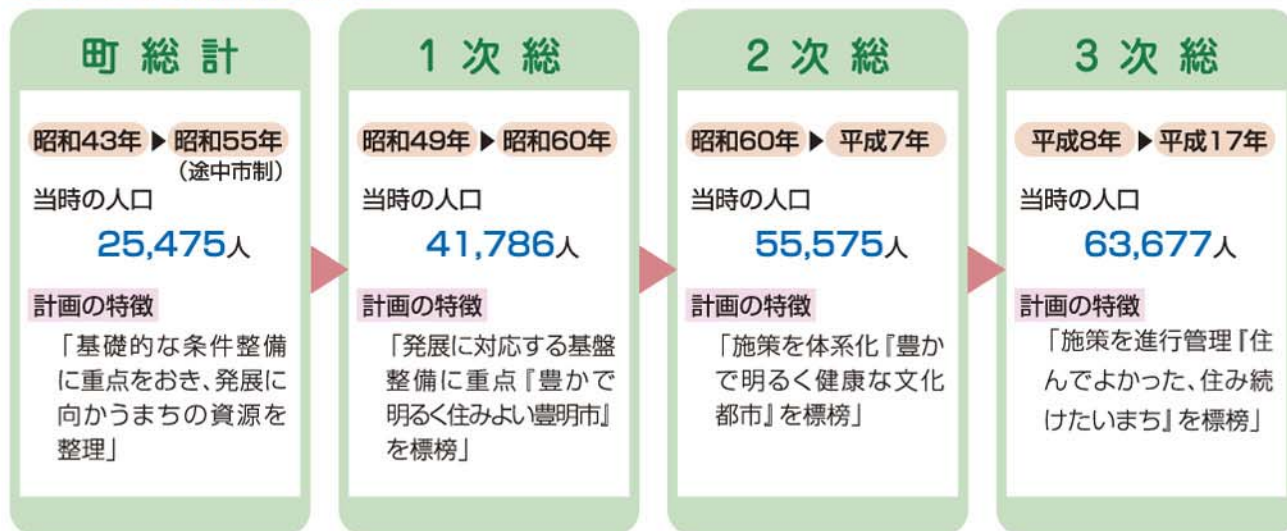 町総計
昭和43年▶昭和55年
（途中市制）
当時の人口
25,475人
計画の特徴
「基礎的な条件整備
に重点をおき、発展に
向かうまちの資源を
整理」
1次総
昭和49年▶昭和60年
当時の人口
41,786人
計画の特徴
「発展に対応する基盤
整備に重点『豊かで
明るく住みよい豊明市』
を標榜」
2次総
昭和60年▶平成7年
当時の人口
55,575人
計画の特徴
「施策を体系化『豊か
で明るく健康な文化
都市』を標榜」
3次総
平成8年▶平成17年
当時の人口
63,677人
計画の特徴
「施策を進行管理『住
んでよかった、住み続
けたいまち』を標榜」